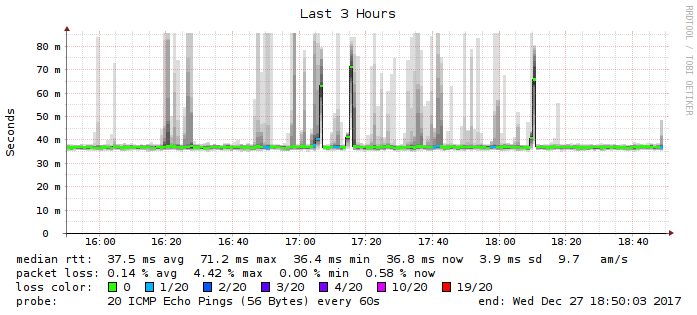 Last 3 Hours
RRDTOOL / TOBI OETIKER
Seconds
80 m
70 m
60 m
50 m
40 m
30 m
20 m
10 m
0
16:00 16:20 16:40 17:00 17:20 17:40 18:00 18:20 18:40
median rtt: 37.5 ms avg 71.2 ms max 36.4 ms min 36.8 ms now 3.9 ms sd 9.7 am/s
packet loss: 0.14 % avg 4.42 % max 0.00 % min 0.58 % now
loss color: 0 1/20 2/20 3/20 4/20 10/20 19/20
probe: 20 ICMP Echo Pings (56 Bytes) every 60s end: Wed Dec 27 18:50:03 2017